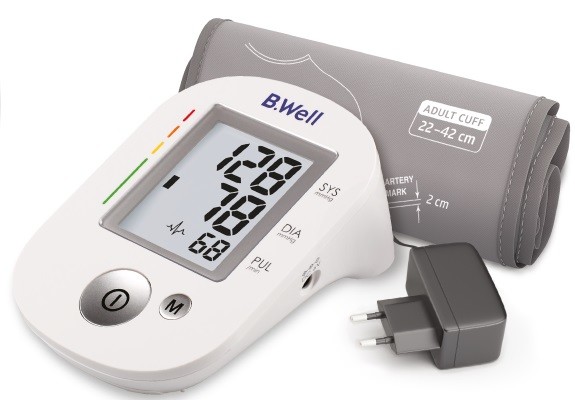 B.Well
ADULT CUFF
22–42 cm
ARTERY
MARK
2 cm
128
SYS
mmHg
78
DIA
mmHg
68
PUL
/min
M